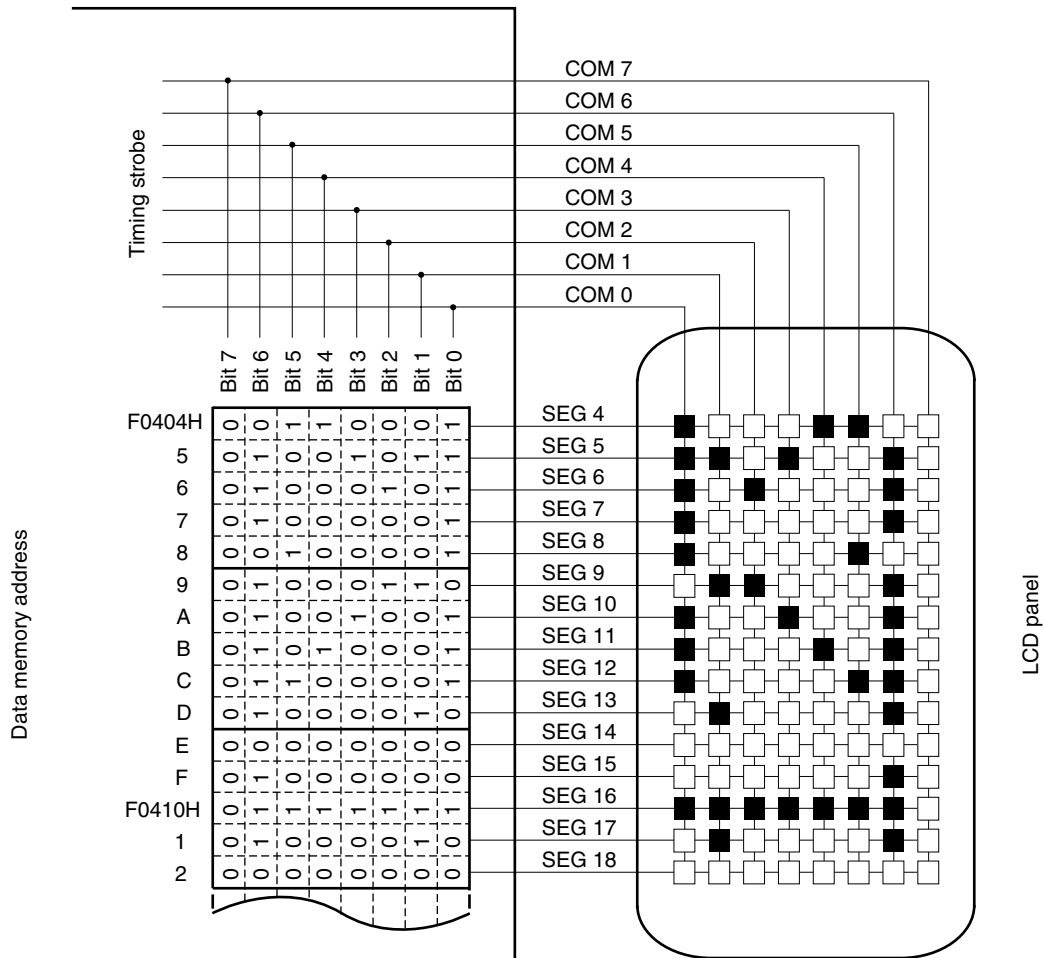 COM 7
COM 6
COM 5
COM 4
COM 3
COM 2
COM 1
COM 0
Timing strobe
Bit 7
Bit 6
Bit 5
Bit 4
Bit 3
Bit 2
Bit 1
Bit 0
Data memory address
F0404H 0 0 1 1 0 0 0 1 SEG 4
5 0 1 0 0 1 0 1 1 SEG 5
6 0 1 0 0 0 1 0 1 SEG 6
7 0 1 0 0 0 0 0 1 SEG 7
8 0 0 1 0 0 0 0 1 SEG 8
9 0 1 0 0 0 1 1 0 SEG 9
A 0 1 0 0 1 0 0 1 SEG 10
B 0 1 0 1 0 0 0 1 SEG 11
C 0 1 1 0 0 0 0 1 SEG 12
D 0 1 0 0 0 0 1 0 SEG 13
E 0 0 0 0 0 0 0 0 SEG 14
F 0 1 0 0 0 0 0 0 SEG 15
F0410H 0 1 1 1 1 1 1 1 SEG 16
1 0 1 0 0 0 0 1 0 SEG 17
2 0 0 0 0 0 0 0 0 SEG 18
LCD panel